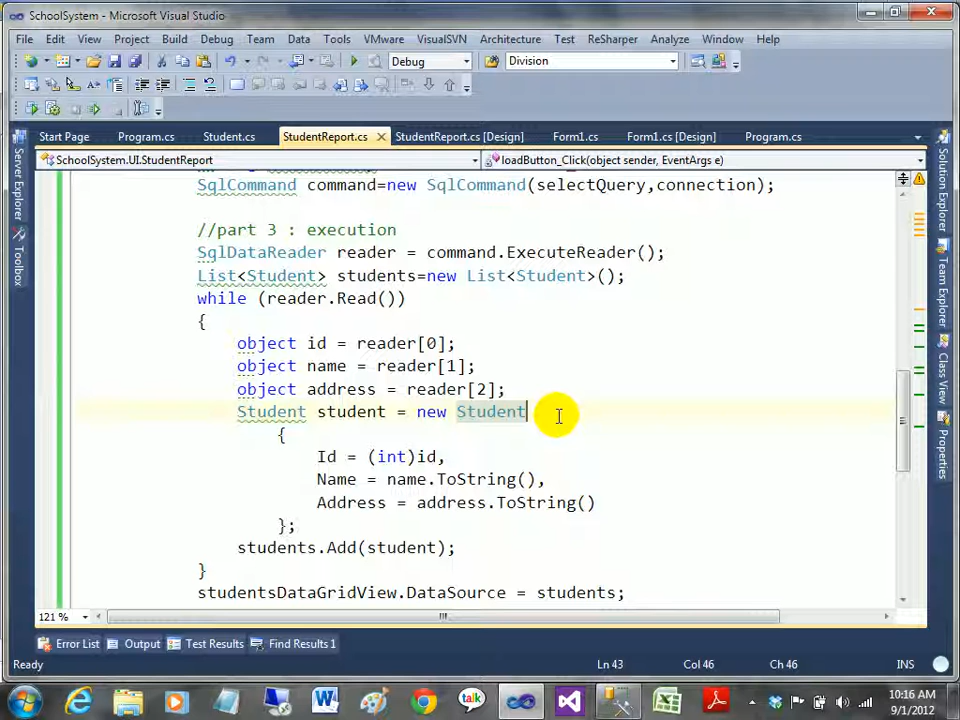 SchoolSystem - Microsoft Visual Studio
File Edit View Project Build Debug Team Data Tools VMware VisualSVN Architecture Test ReSharper Analyze Window Help
Debug Division
Start Page Program.cs Student.cs StudentReport.cs StudentReport.cs [Design] Form1.cs Form1.cs [Design] Program.cs
SchoolSystem.UI.StudentReport loadButton_Click(object sender, EventArgs e)
SqlCommand command=new SqlCommand(selectQuery,connection);
//part 3 : execution
SqlDataReader reader = command.ExecuteReader();
List<Student> students=new List<Student>();
while (reader.Read())
{
object id = reader[0];
object name = reader[1];
object address = reader[2];
Student student = new Student
{
Id = (int)id,
Name = name.ToString(),
Address = address.ToString()
};
students.Add(student);
}
studentsDataGridView.DataSource = students;
Server Explorer
Toolbox
Solution Explorer
Team Explorer
Class View
Properties
121 %
Error List Output Test Results Find Results 1
Ready Ln 43 Col 46 Ch 46 INS
talk
10:16 AM
9/1/2012